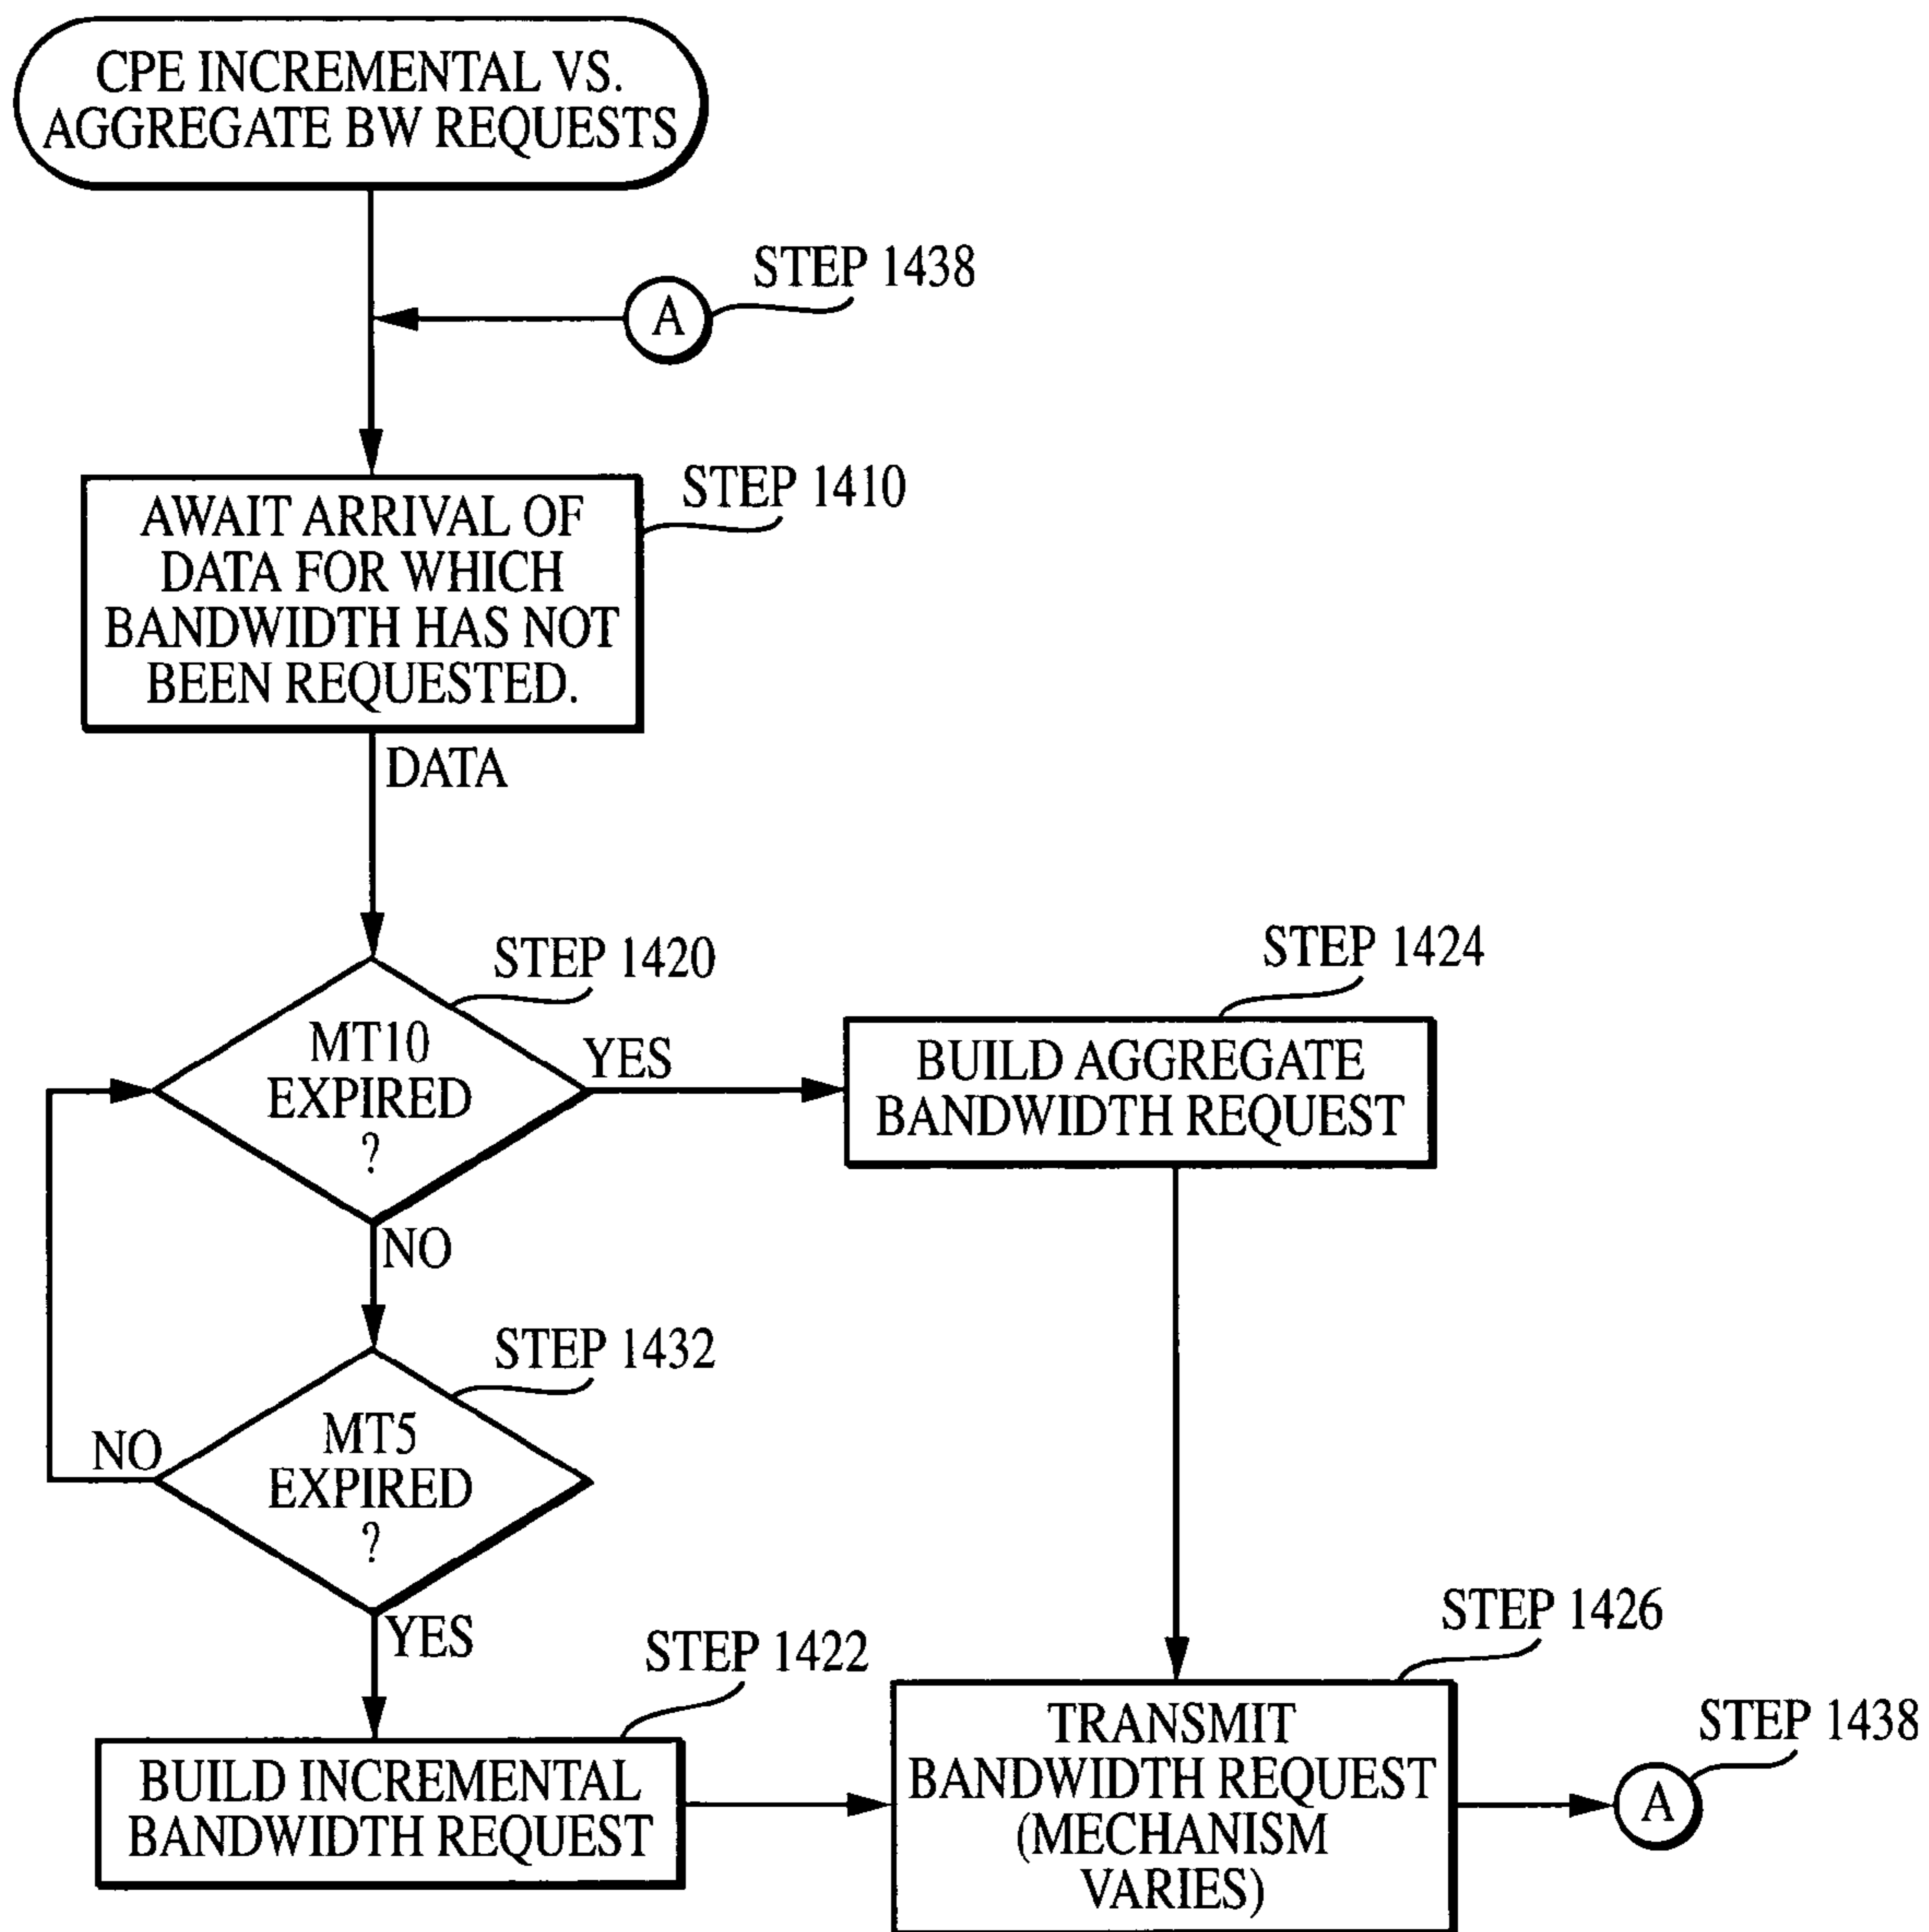 CPE INCREMENTAL VS.
AGGREGATE BW REQUESTS
STEP 1438
A
STEP 1410
AWAIT ARRIVAL OF
DATA FOR WHICH
BANDWIDTH HAS NOT
BEEN REQUESTED.
DATA
STEP 1420
MT10
EXPIRED
?
YES
STEP 1424
BUILD AGGREGATE
BANDWIDTH REQUEST
NO
STEP 1432
MT5
EXPIRED
?
NO
YES
STEP 1422
BUILD INCREMENTAL
BANDWIDTH REQUEST
STEP 1426
TRANSMIT
BANDWIDTH REQUEST
(MECHANISM
VARIES)
STEP 1438
A